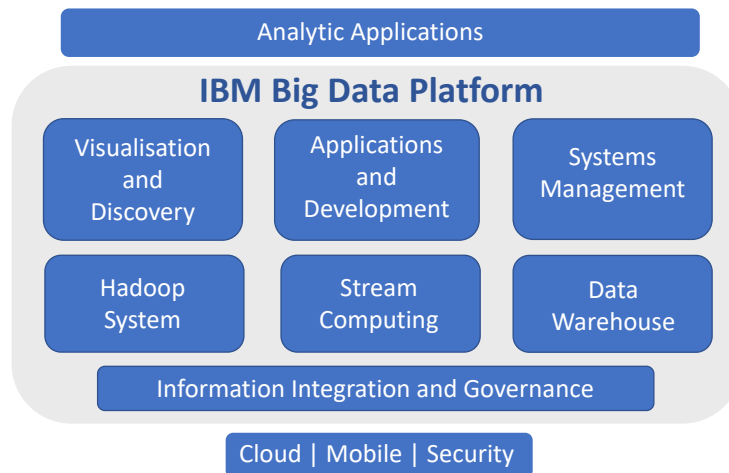 Analytic Applications
IBM Big Data Platform
Visualisation
and
Discovery
Applications
and
Development
Systems
Management
Hadoop
System
Stream
Computing
Data
Warehouse
Information Integration and Governance
Cloud | Mobile | Security